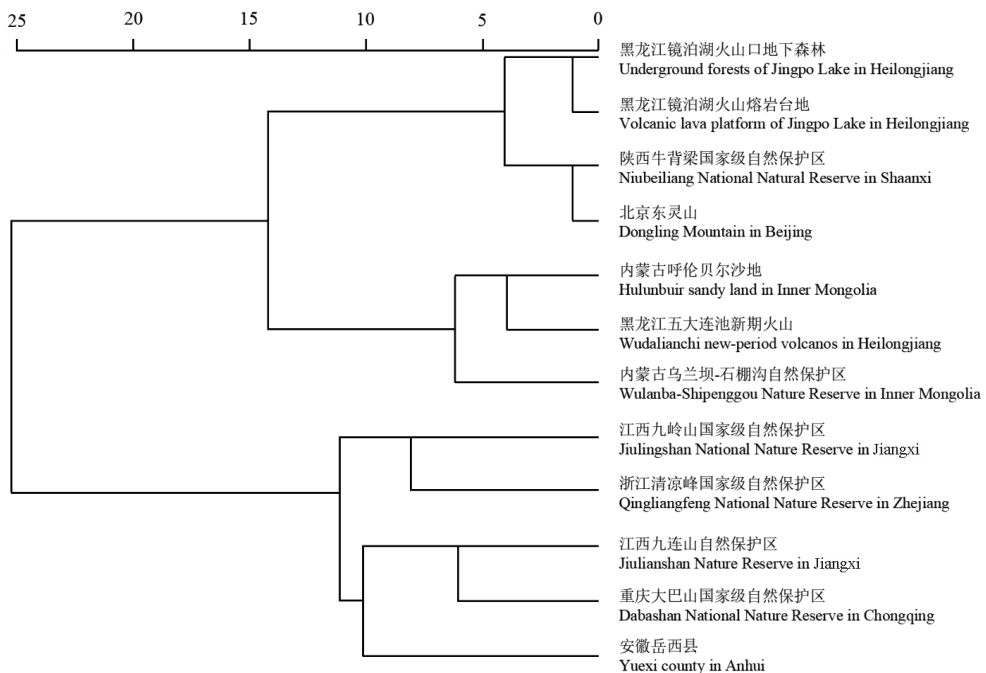 25 20 15 10 5 0
黑龙江镜泊湖火山口地下森林
Underground forests of Jingpo Lake in Heilongjiang
黑龙江镜泊湖火山熔岩台地
Volcanic lava platform of Jingpo Lake in Heilongjiang
陕西牛背梁国家级自然保护区
Niubeiliang National Natural Reserve in Shaanxi
北京东灵山
Dongling Mountain in Beijing
内蒙古呼伦贝尔沙地
Hulunbuir sandy land in Inner Mongolia
黑龙江五大连池新期火山
Wudalianchi new-period volcanos in Heilongjiang
内蒙古乌兰坝-石棚沟自然保护区
Wulanba-Shipenggou Nature Reserve in Inner Mongolia
江西九岭山国家级自然保护区
Jiulingshan National Nature Reserve in Jiangxi
浙江清凉峰国家级自然保护区
Qingliangfeng National Nature Reserve in Zhejiang
江西九连山自然保护区
Jiulianshan Nature Reserve in Jiangxi
重庆大巴山国家级自然保护区
Dabashan National Nature Reserve in Chongqing
安徽岳西县
Yuexi county in Anhui